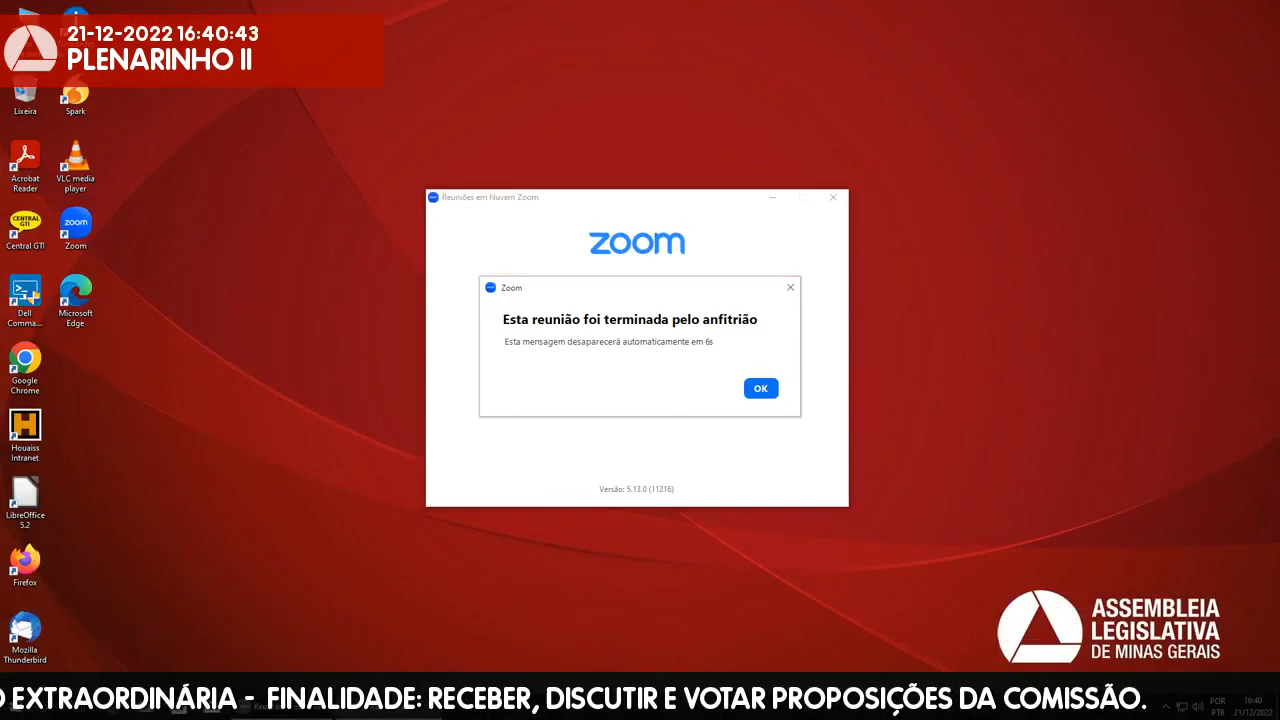 21-12-2022 16:40:43
PLENARINHO II
Lixeira
Spark
Acrobat
Reader
VLC media
player
CENTRAL
GTI
Central GTI
zoom
Zoom
Dell
Comma...
Microsoft
Edge
Google
Chrome
H
Houaiss
Intranet
LibreOffice
5.2
Firefox
Mozilla
Thunderbird
Reuniões em Nuvem Zoom
zoom
Zoom
Esta reunião foi terminada pelo anfitrião
Esta mensagem desaparecerá automaticamente em 6s
OK
Versão: 5.13.0 (11216)
ASSEMBLEIA
LEGISLATIVA
DE MINAS GERAIS
O EXTRAORDINÁRIA - FINALIDADE: RECEBER, DISCUTIR E VOTAR PROPOSIÇÕES DA COMISSÃO.
POR
PTB
16:40
21/12/2022